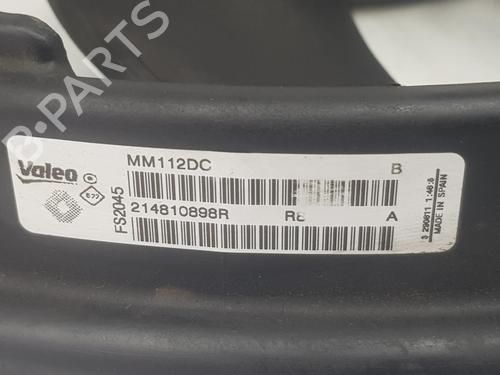 B-PARTS
Valeo
MM112DC B
FS2045
214810898R R8 A
MADE IN SPAIN